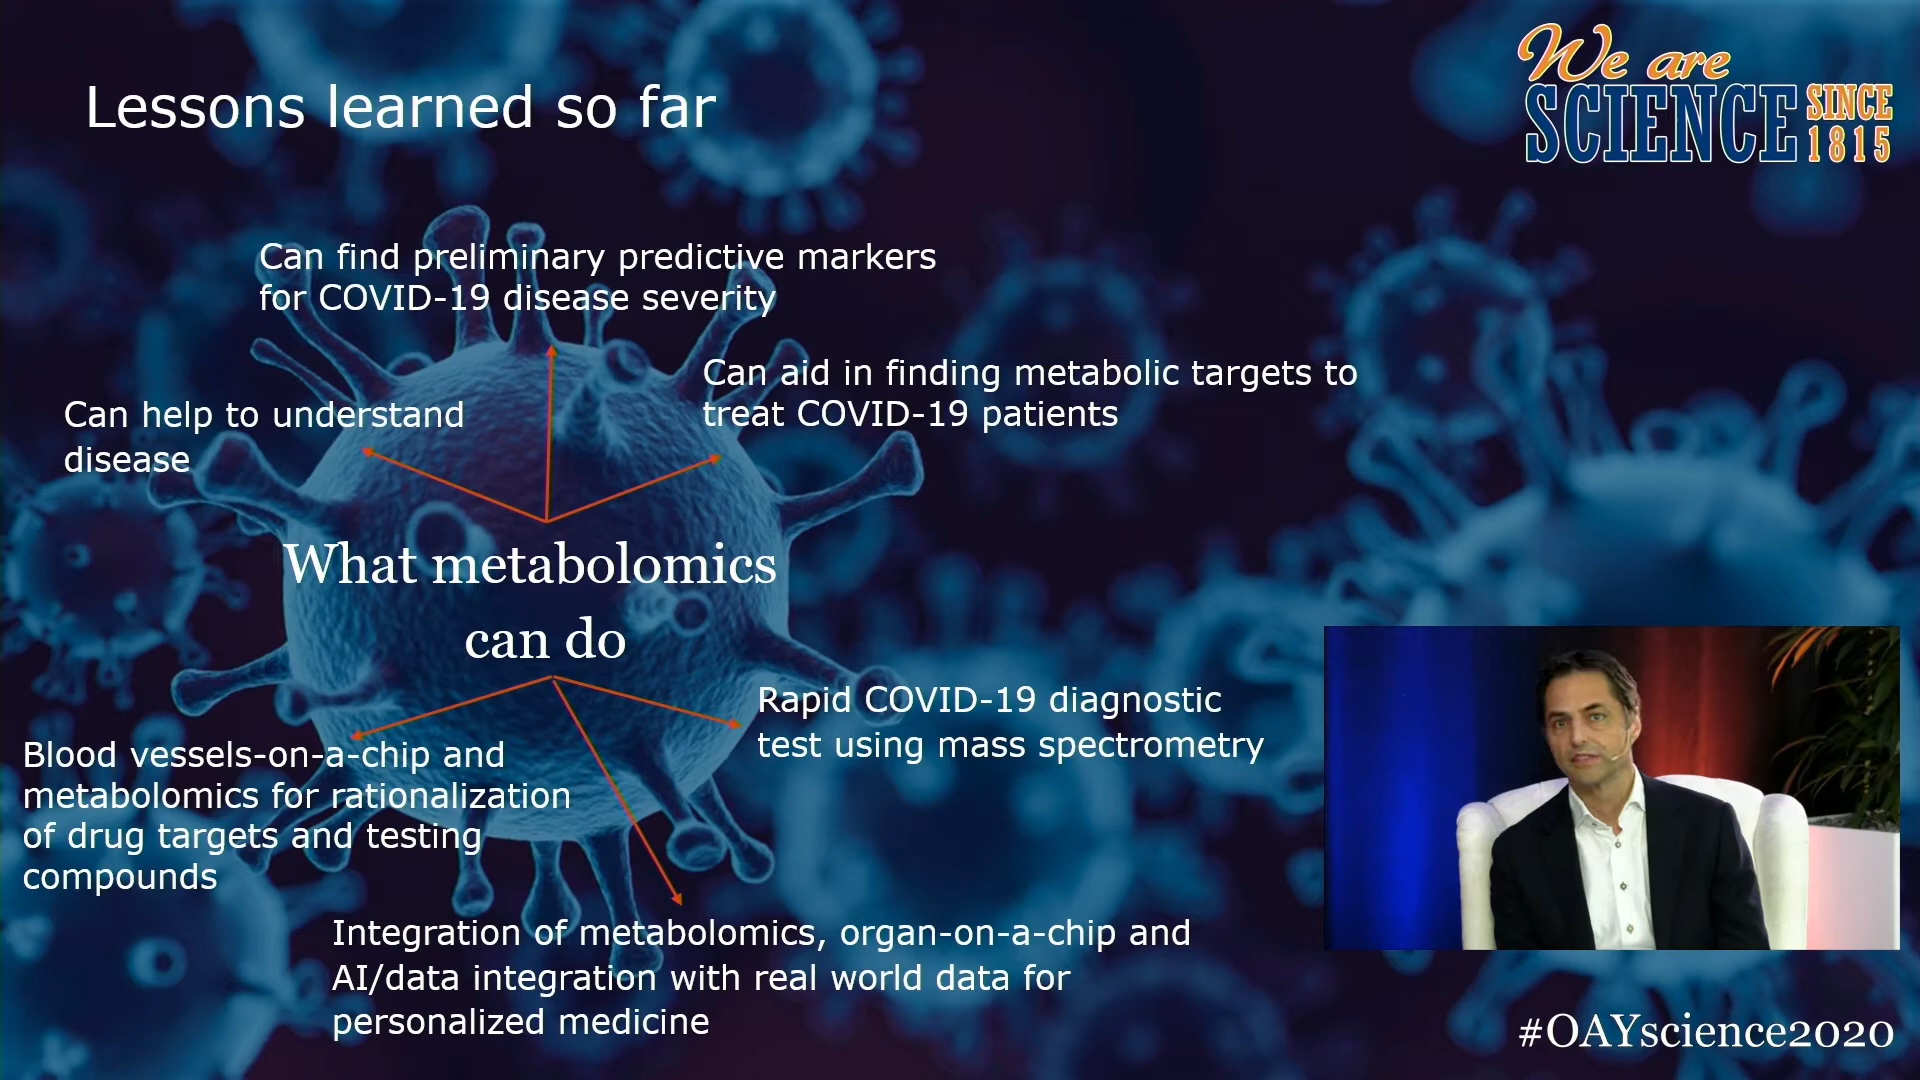 Lessons learned so far
We are
SCIENCE SINCE
1815
Can find preliminary predictive markers
for COVID-19 disease severity
Can aid in finding metabolic targets to
treat COVID-19 patients
Can help to understand
disease
What metabolomics
can do
Rapid COVID-19 diagnostic
test using mass spectrometry
Blood vessels-on-a-chip and
metabolomics for rationalization
of drug targets and testing
compounds
Integration of metabolomics, organ-on-a-chip and
AI/data integration with real world data for
personalized medicine
#OAYscience2020